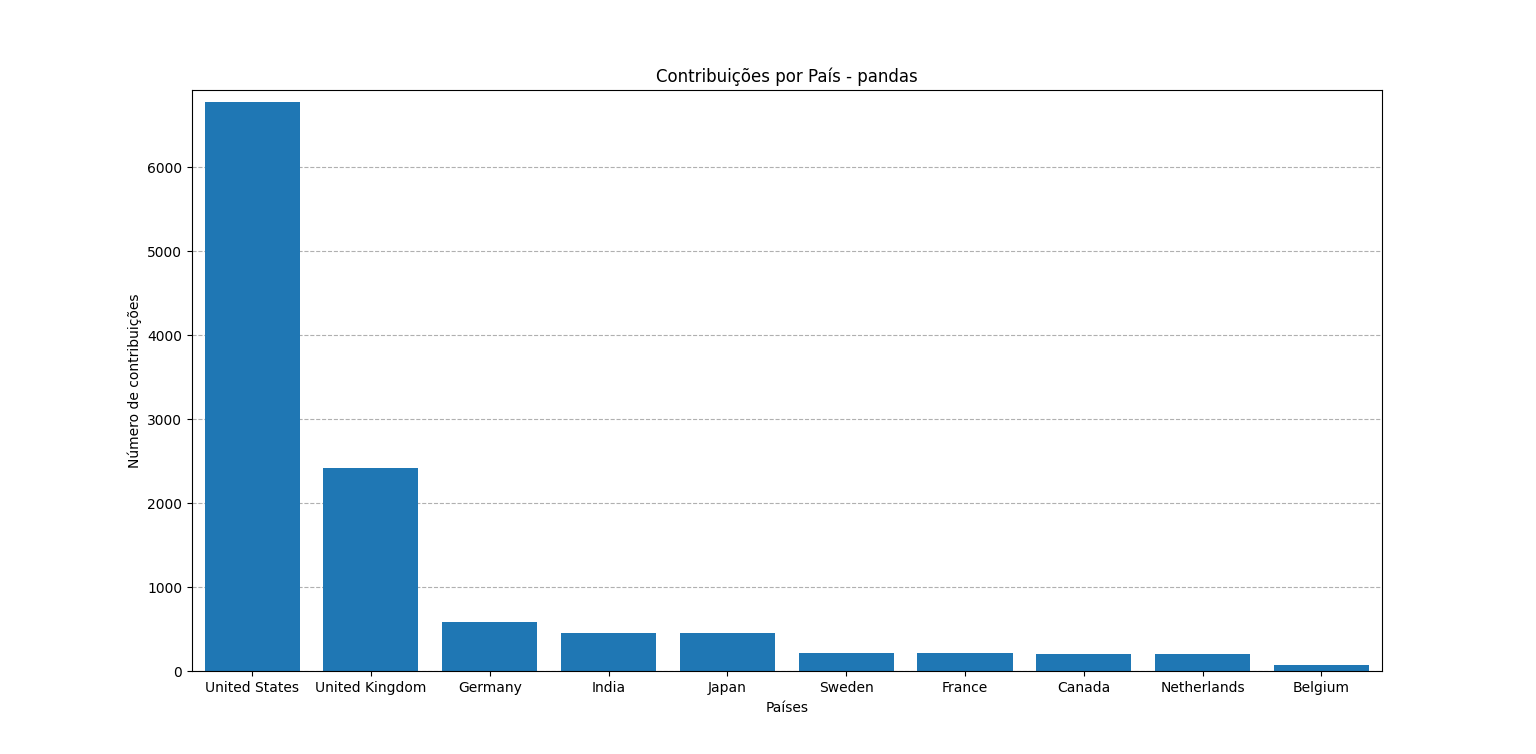 Contribuições por País - pandas
Número de contribuições
6000
5000
4000
3000
2000
1000
0
United States United Kingdom Germany India Japan Sweden France Canada Netherlands Belgium
Países